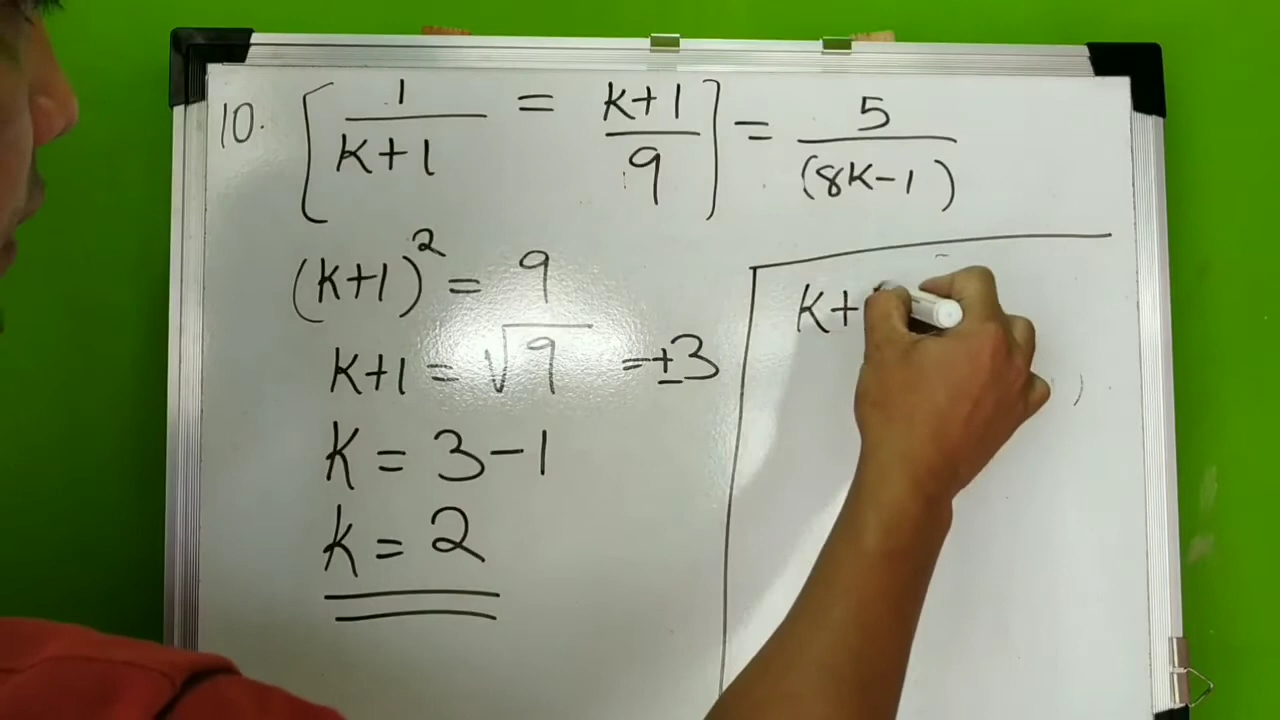 10. [ 1/(k+1) = (k+1)/9 ] = 5/(8k-1)
(k+1)² = 9
k+1 = √9 = ±3
k = 3-1
k = 2
k+